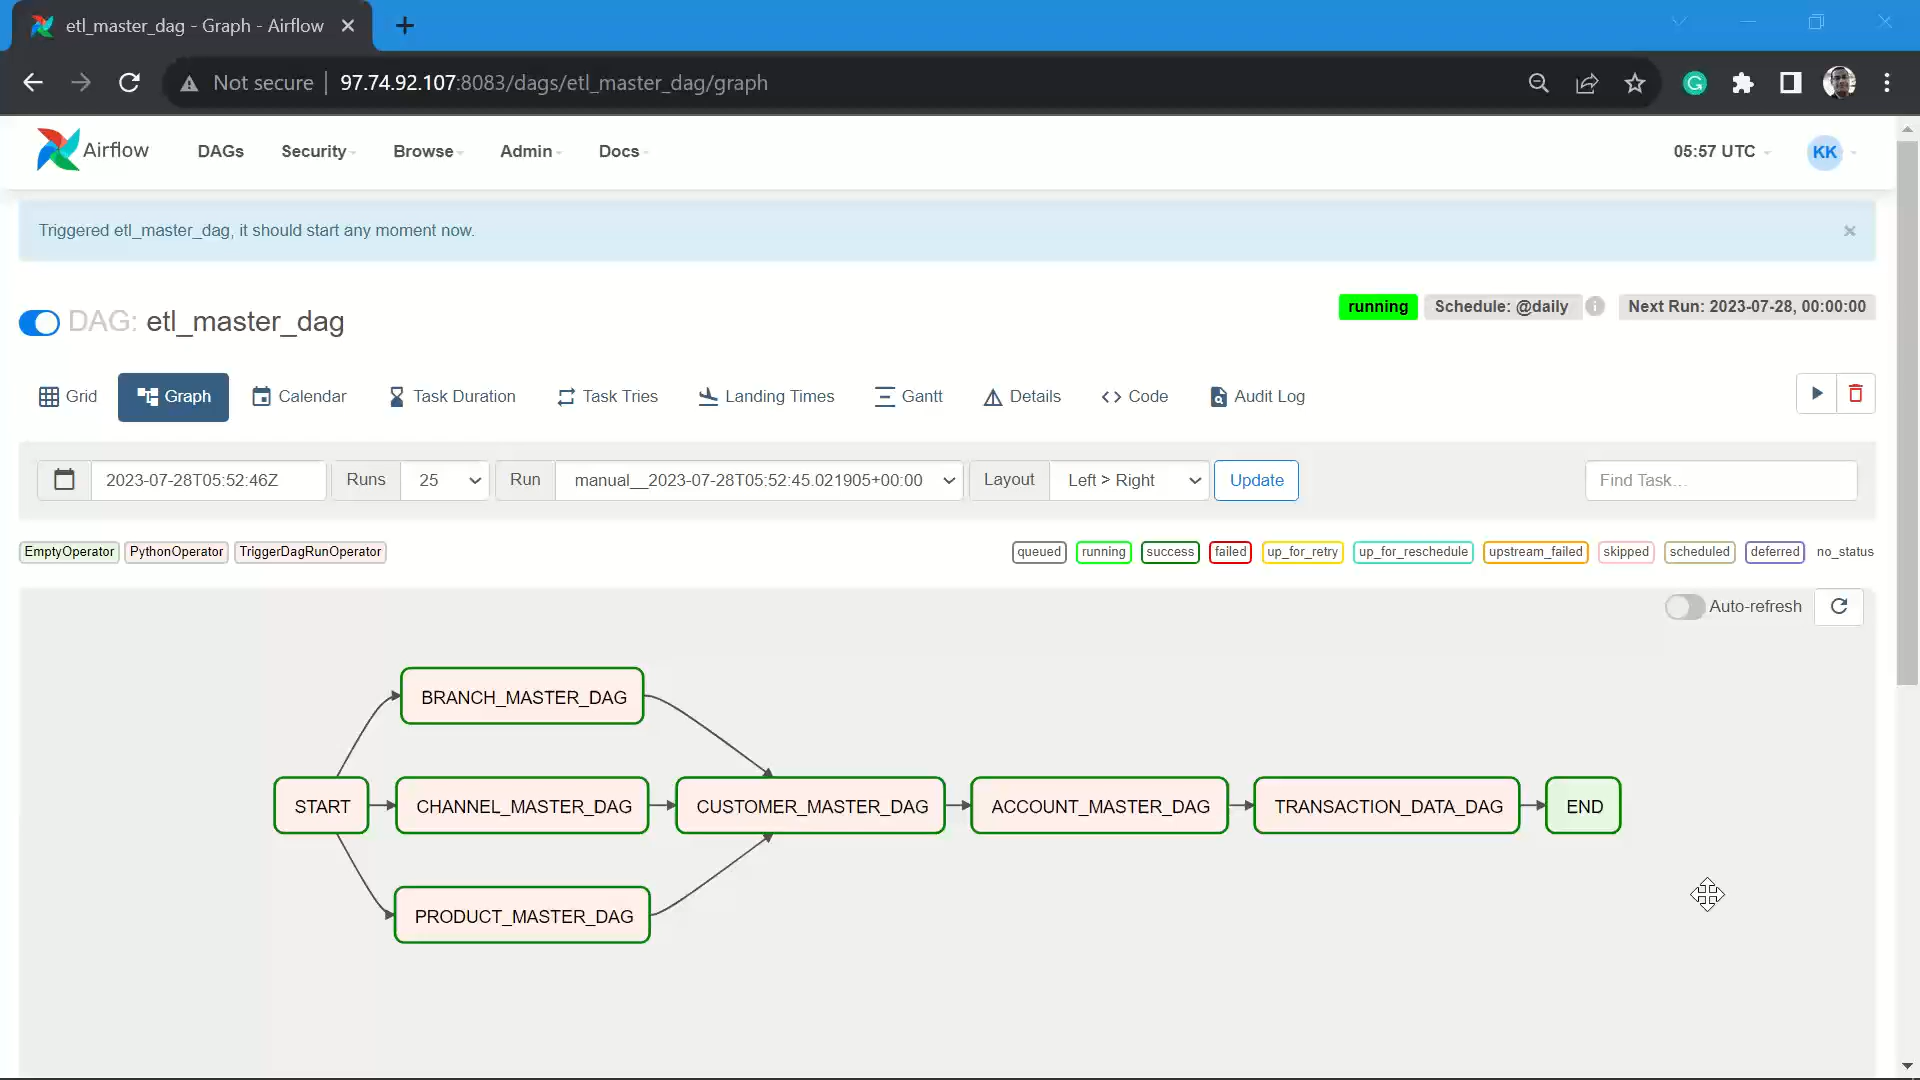 etl_master_dag - Graph - Airflow
Not secure 97.74.92.107:8083/dags/etl_master_dag/graph
Airflow DAGs Security Browse Admin Docs 05:57 UTC KK
Triggered etl_master_dag, it should start any moment now.
DAG: etl_master_dag running Schedule: @daily Next Run: 2023-07-28, 00:00:00
Grid Graph Calendar Task Duration Task Tries Landing Times Gantt Details Code Audit Log
2023-07-28T05:52:46Z Runs 25 Run manual__2023-07-28T05:52:45.021905+00:00 Layout Left > Right Update Find Task...
EmptyOperator PythonOperator TriggerDagRunOperator queued running success failed up_for_retry up_for_reschedule upstream_failed skipped scheduled deferred no_status
Auto-refresh
BRANCH_MASTER_DAG
START CHANNEL_MASTER_DAG CUSTOMER_MASTER_DAG ACCOUNT_MASTER_DAG TRANSACTION_DATA_DAG END
PRODUCT_MASTER_DAG